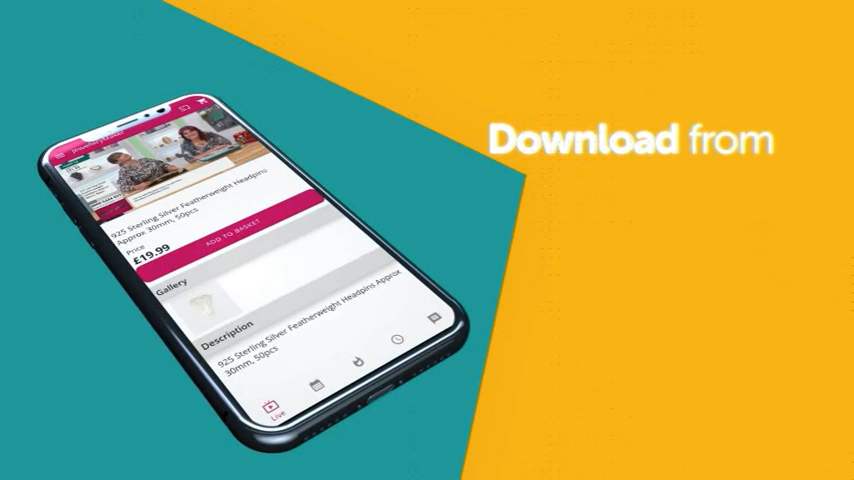 Download from
JewelleryMaker
925 Sterling Silver Featherweight Headpins
Approx 30mm, 50pcs
Price
£19.99
ADD TO BASKET
Gallery
Description
925 Sterling Silver Featherweight Headpins Approx
30mm, 50pcs
Live